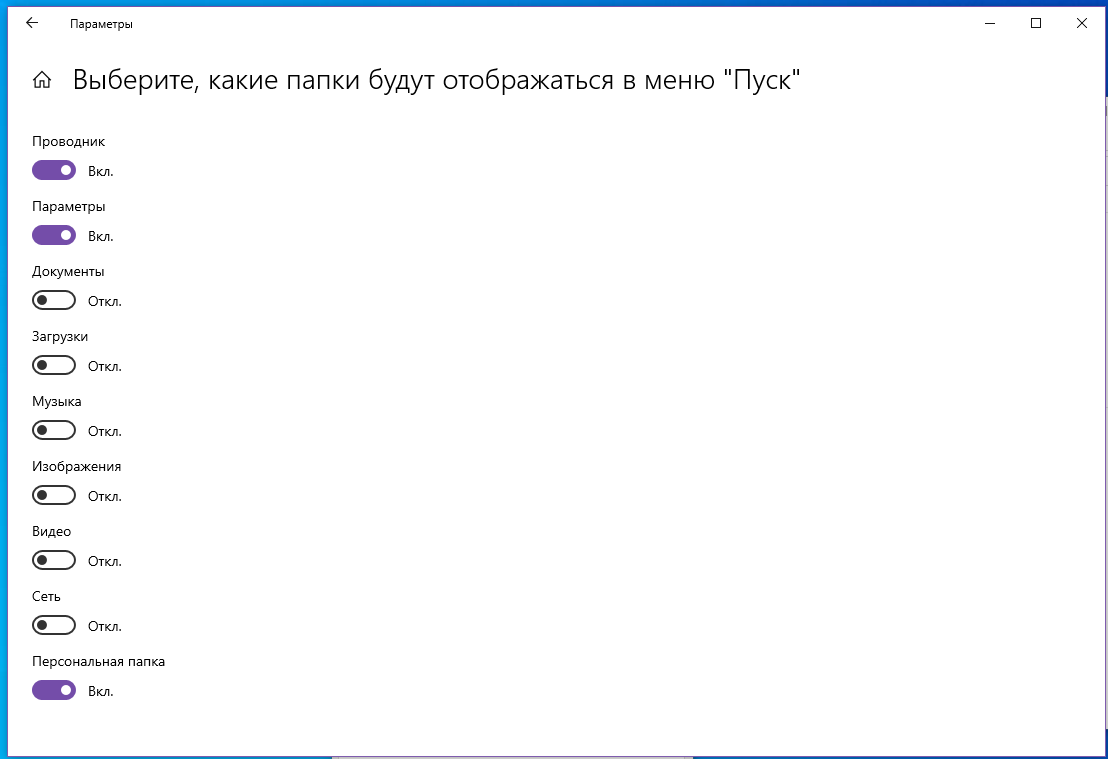 Параметры
Выберите, какие папки будут отображаться в меню "Пуск"
Проводник
Вкл.
Параметры
Вкл.
Документы
Откл.
Загрузки
Откл.
Музыка
Откл.
Изображения
Откл.
Видео
Откл.
Сеть
Откл.
Персональная папка
Вкл.